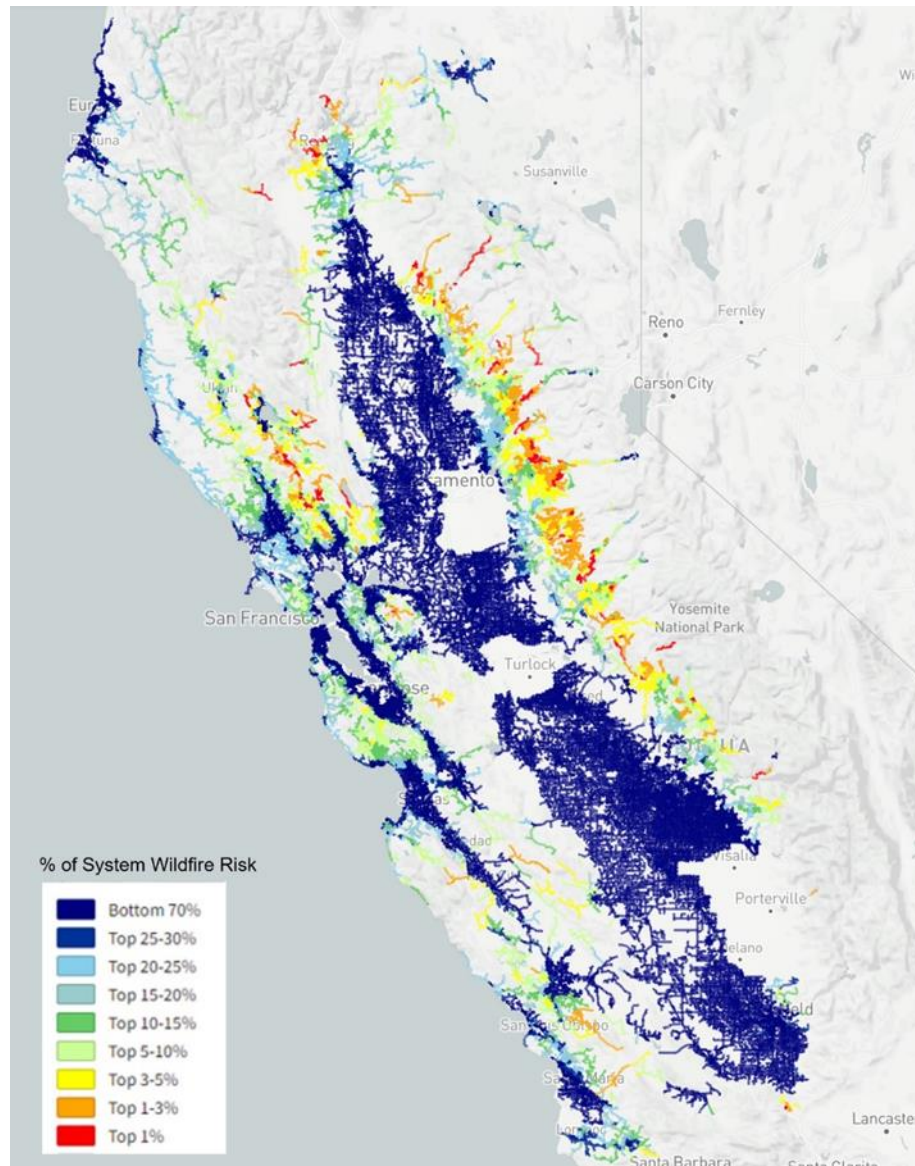 Susanville
Reno
Fernley
Carson City
San Francisco
Yosemite
National Park
Turlock
Visalia
Porterville
Lancaste
Santa Barbara
% of System Wildfire Risk
Bottom 70%
Top 25-30%
Top 20-25%
Top 15-20%
Top 10-15%
Top 5-10%
Top 3-5%
Top 1-3%
Top 1%